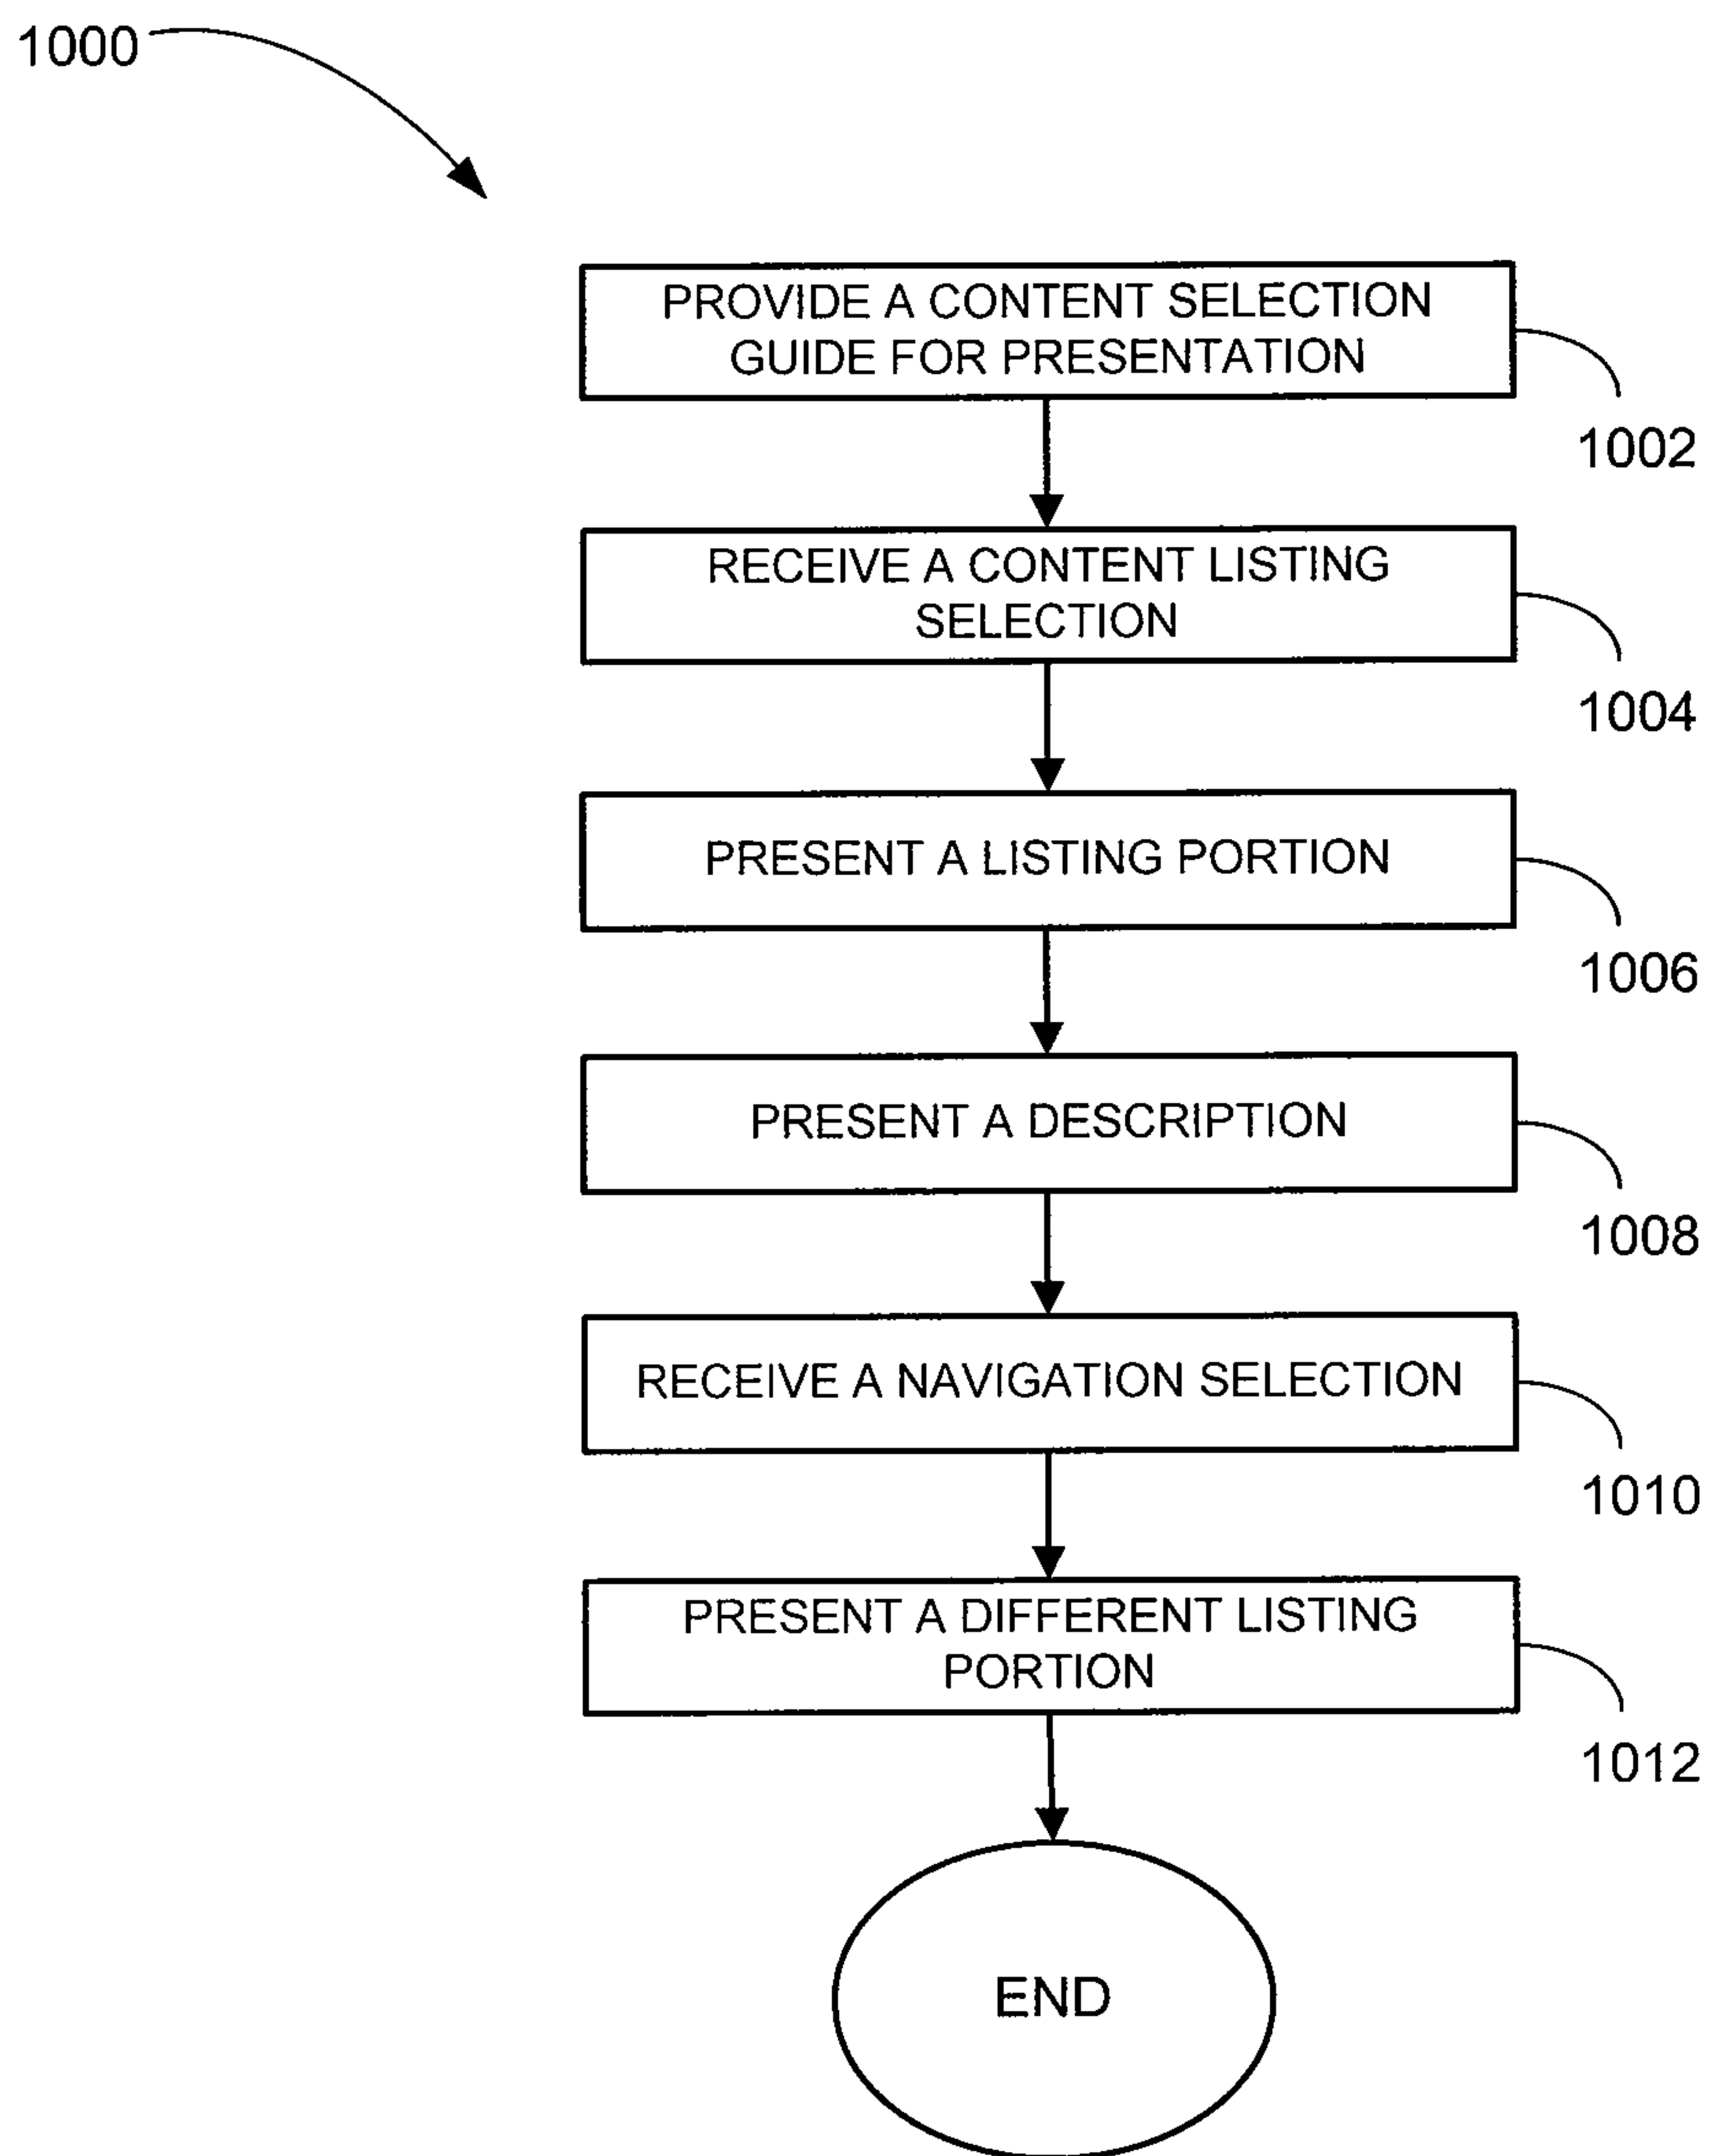 1000
PROVIDE A CONTENT SELECTION
GUIDE FOR PRESENTATION
1002
RECEIVE A CONTENT LISTING
SELECTION
1004
PRESENT A LISTING PORTION
1006
PRESENT A DESCRIPTION
1008
RECEIVE A NAVIGATION SELECTION
1010
PRESENT A DIFFERENT LISTING
PORTION
1012
END